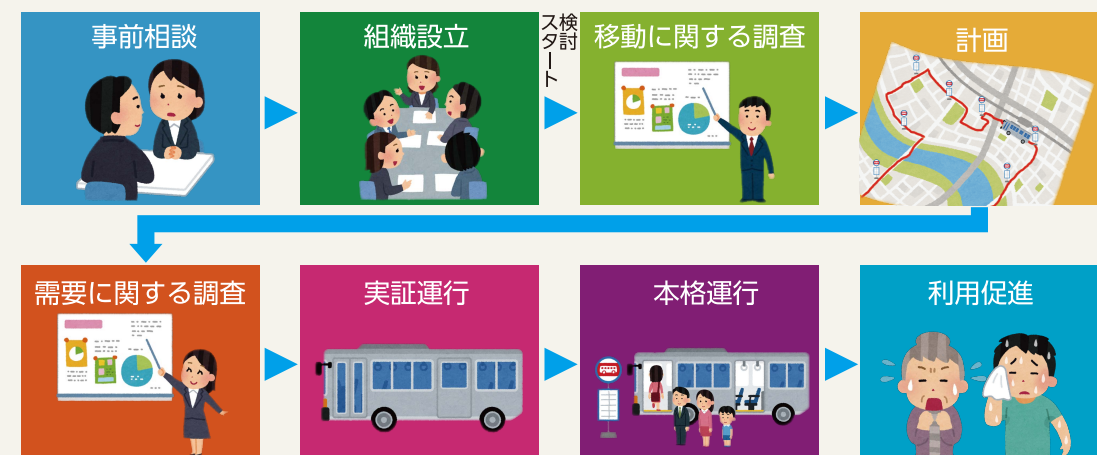 事前相談
組織設立
検討
スタート
移動に関する調査
計画
需要に関する調査
実証運行
本格運行
利用促進